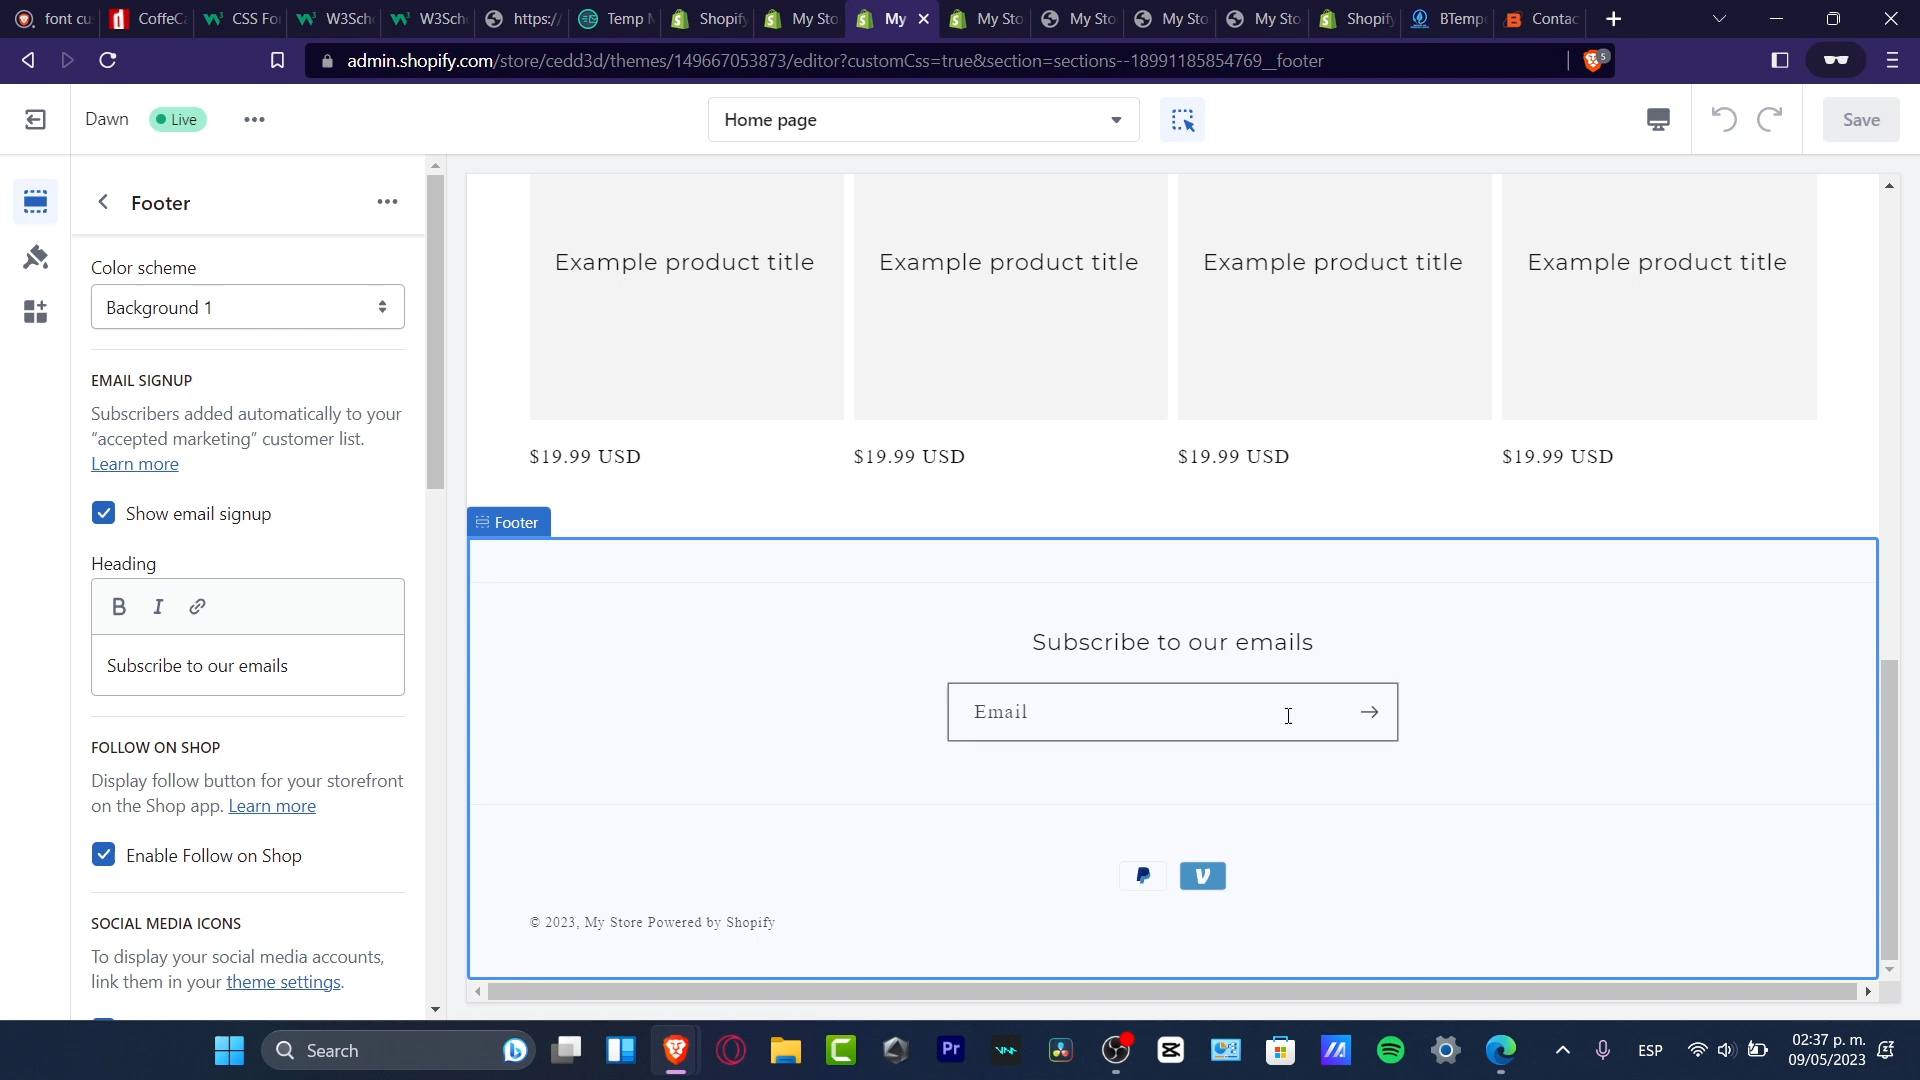 font cu
CoffeC
CSS Fo
W3Sch
W3Sch
https:/
Temp M
Shopify
My Sto
My
My Sto
My Sto
My Sto
My Sto
Shopify
BTemp
Contac
admin.shopify.com/store/cedd3d/themes/149667053873/editor?customCss=true&section=sections--18991185854769__footer
5
Dawn
Live
Home page
Save
Footer
Color scheme
Background 1
EMAIL SIGNUP
Subscribers added automatically to your
“accepted marketing” customer list.
Learn more
Show email signup
Heading
B I
Subscribe to our emails
FOLLOW ON SHOP
Display follow button for your storefront
on the Shop app. Learn more
Enable Follow on Shop
SOCIAL MEDIA ICONS
To display your social media accounts,
link them in your theme settings.
Example product title
Example product title
Example product title
Example product title
$19.99 USD
$19.99 USD
$19.99 USD
$19.99 USD
Footer
Subscribe to our emails
Email
© 2023, My Store Powered by Shopify
Search
Pr
ESP
02:37 p. m.
09/05/2023